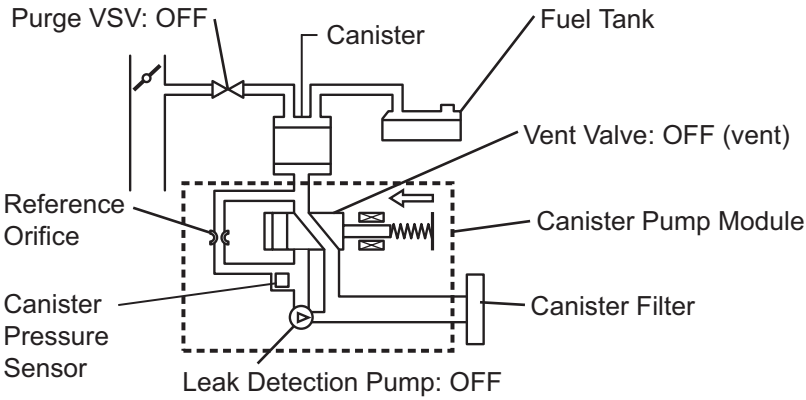 Purge VSV: OFF
Canister
Fuel Tank
Vent Valve: OFF (vent)
Reference
Orifice
Canister Pump Module
Canister
Pressure
Sensor
Canister Filter
Leak Detection Pump: OFF